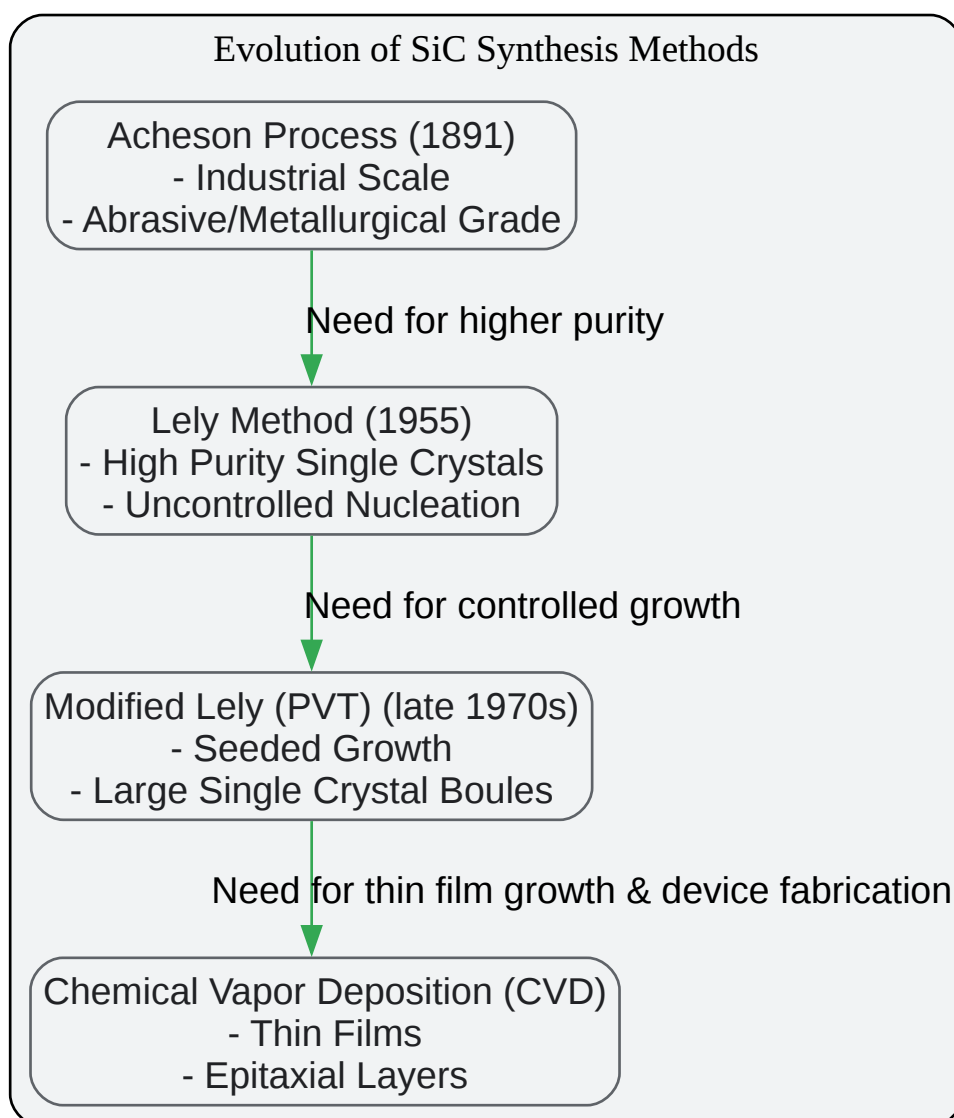 Evolution of SiC Synthesis Methods
Acheson Process (1891)
- Industrial Scale
- Abrasive/Metallurgical Grade
Need for higher purity
Lely Method (1955)
- High Purity Single Crystals
- Uncontrolled Nucleation
Need for controlled growth
Modified Lely (PVT) (late 1970s)
- Seeded Growth
- Large Single Crystal Boules
Need for thin film growth & device fabrication
Chemical Vapor Deposition (CVD)
- Thin Films
- Epitaxial Layers